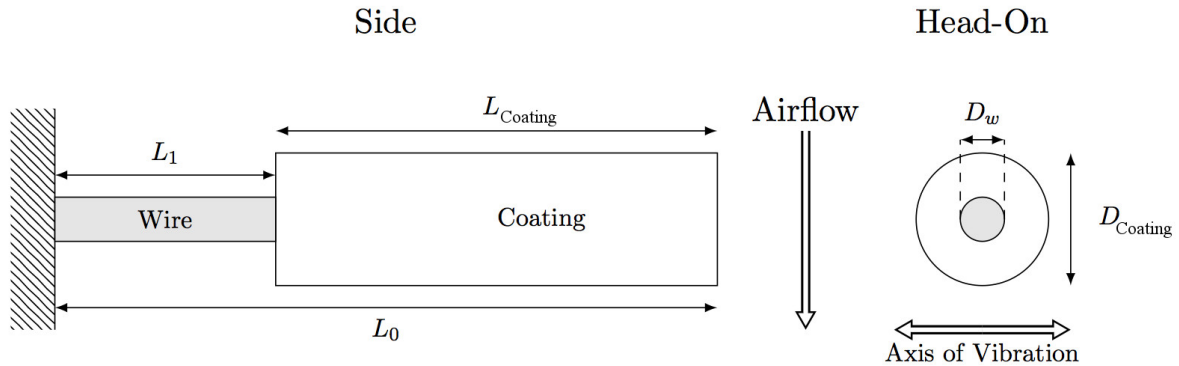 Side
Head-On
L_Coating
Airflow
D_w
L_1
Wire
Coating
D_Coating
L_0
Axis of Vibration